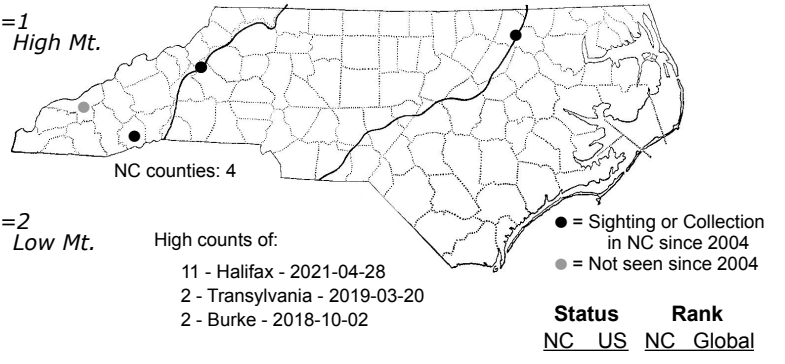 =1
High Mt.
NC counties: 4
=2
Low Mt.
High counts of:
11 - Halifax - 2021-04-28
2 - Transylvania - 2019-03-20
2 - Burke - 2018-10-02
= Sighting or Collection
in NC since 2004
= Not seen since 2004
Status Rank
NC US NC Global